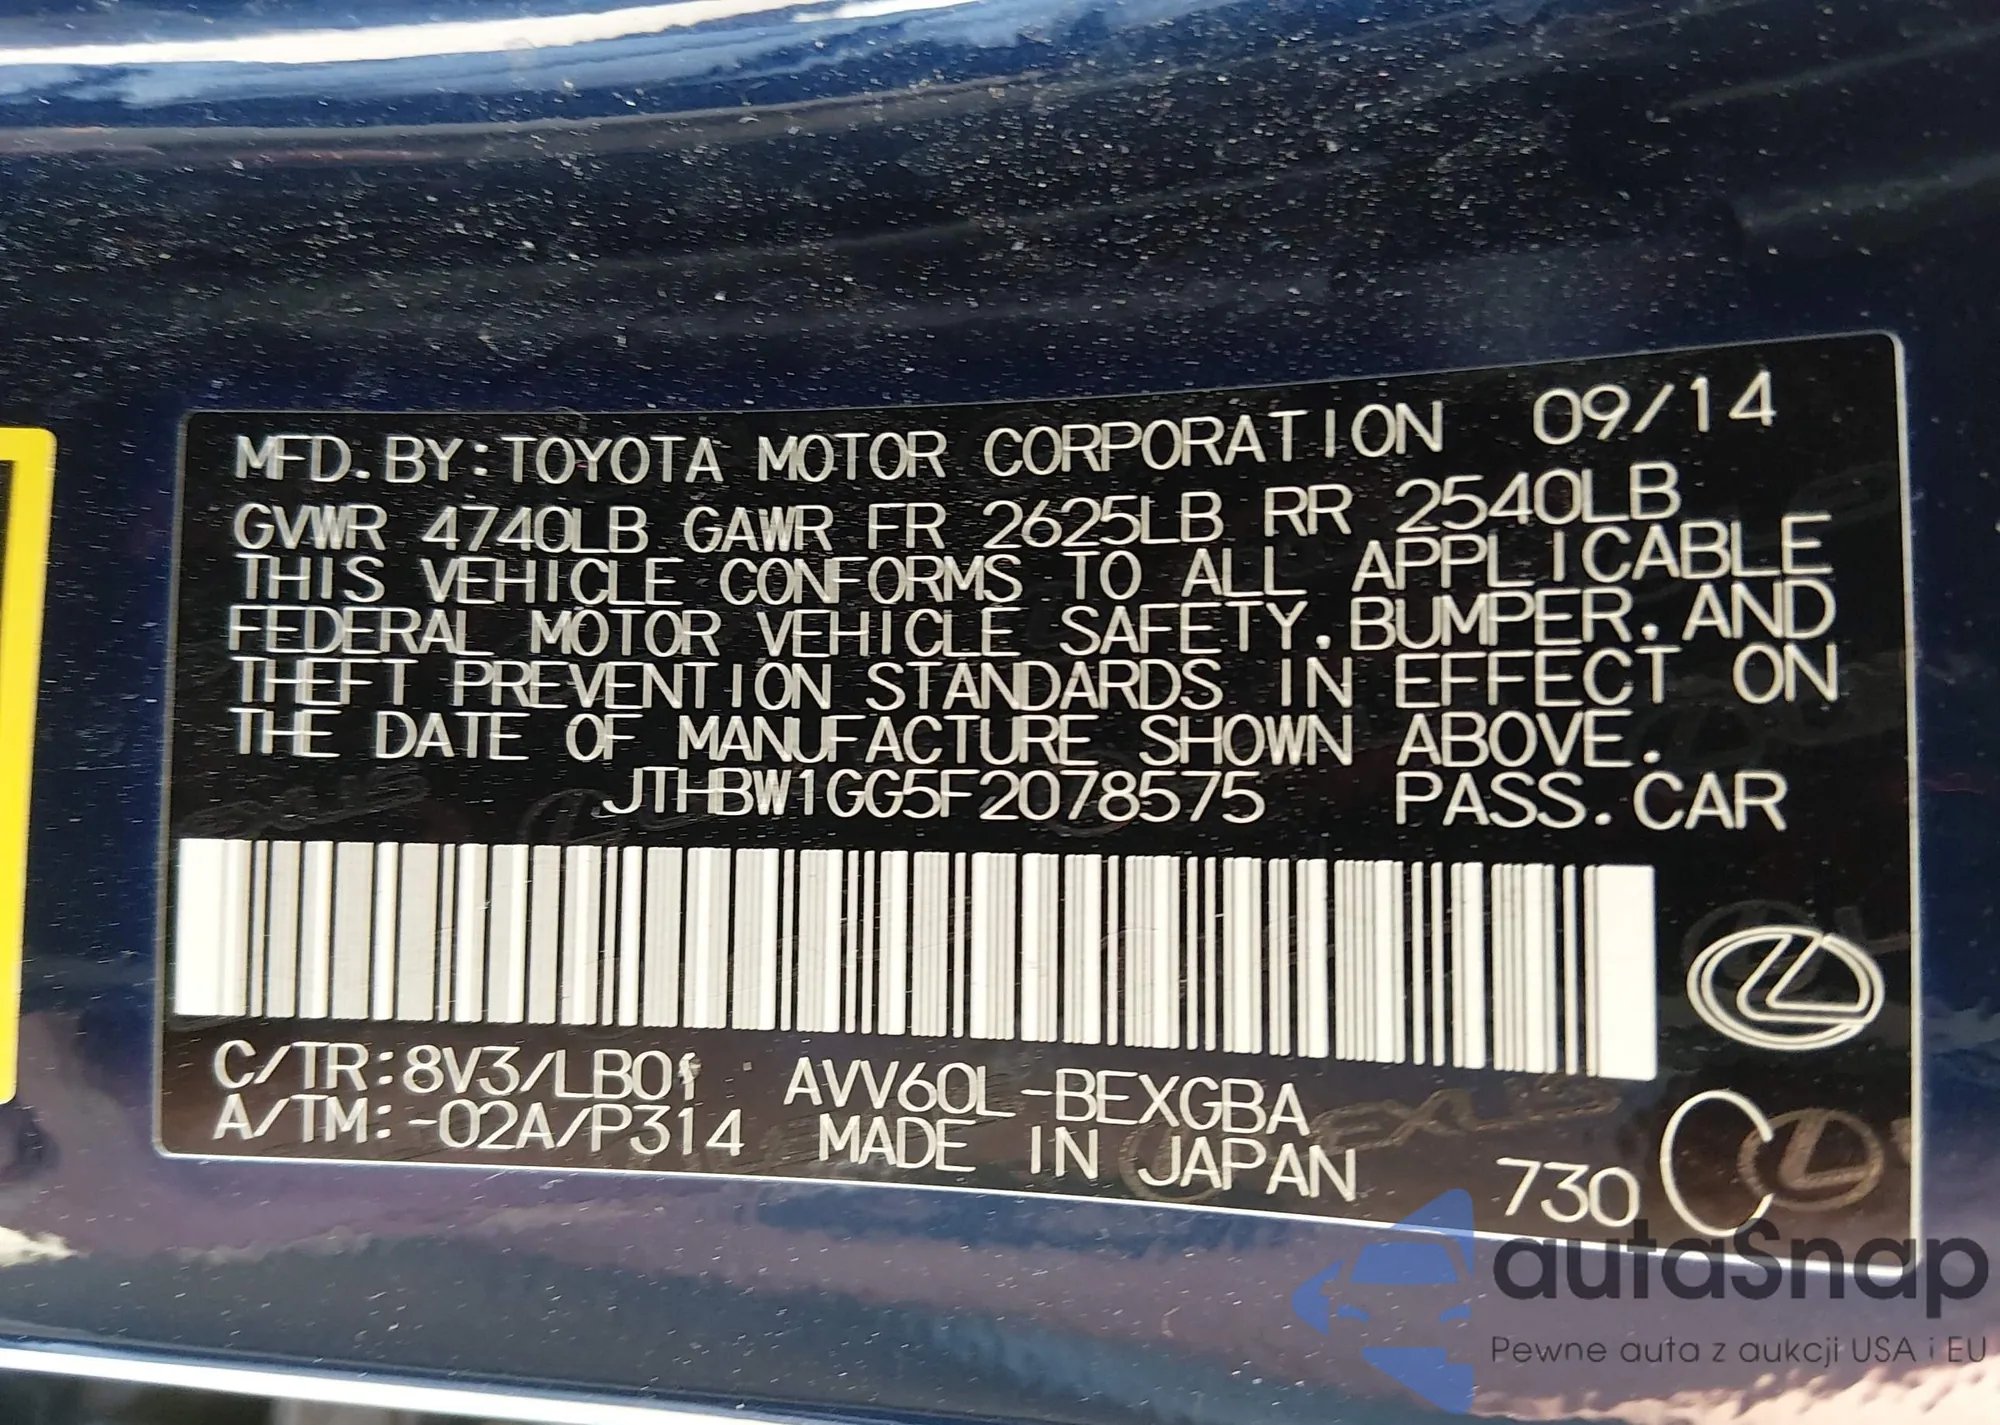 MFD.BY:TOYOTA MOTOR CORPORATION 09/14
GVWR 4740LB GAWR FR 2625LB RR 2540LB
THIS VEHICLE CONFORMS TO ALL APPLICABLE
FEDERAL MOTOR VEHICLE SAFETY, BUMPER, AND
THEFT PREVENTION STANDARDS IN EFFECT ON
THE DATE OF MANUFACTURE SHOWN ABOVE.
JTHBW1GG5F2078575 PASS.CAR
C/TR:8V3/LB01 AVV60L-BEXGBA
A/TM:-02A/P314 MADE IN JAPAN
730 C
autaSnap
Pewne auta z aukcji USA i EU